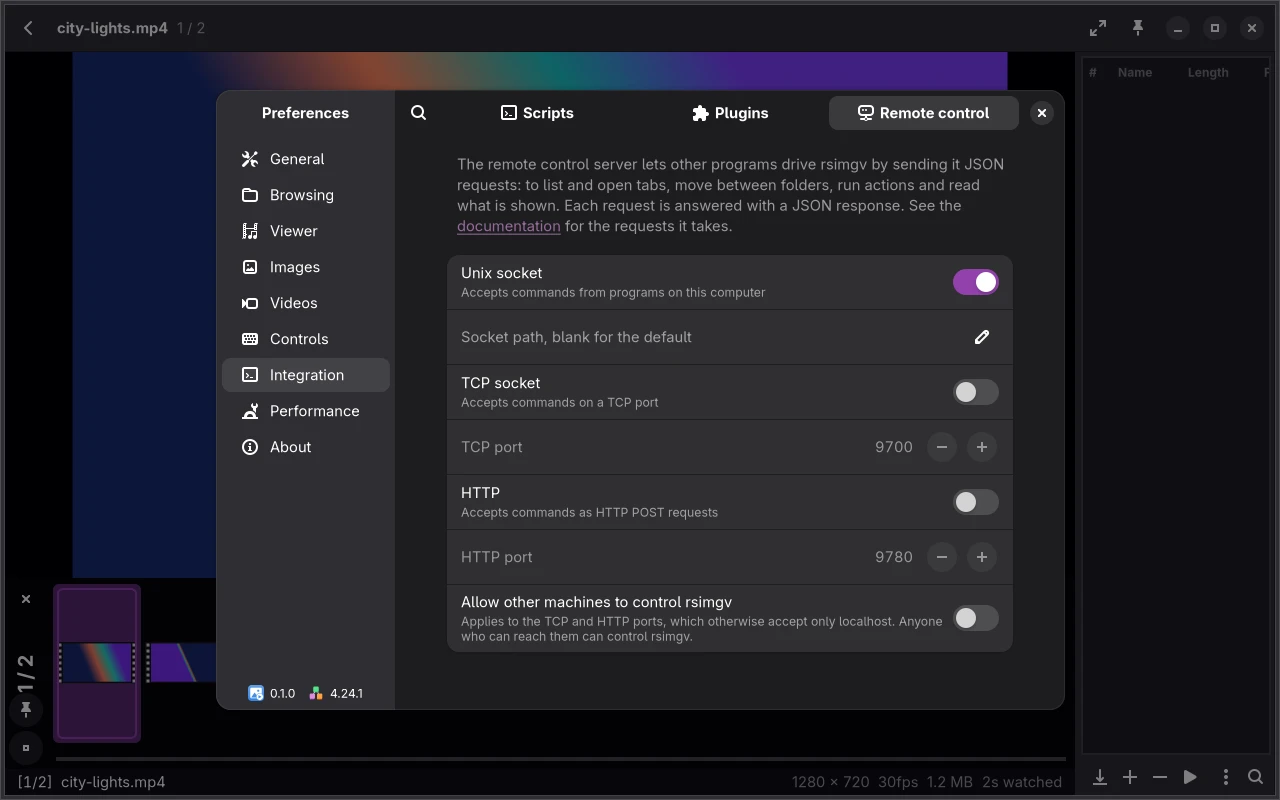 city-lights.mp4 1 / 2
# Name Length
Preferences
Scripts
Plugins
Remote control
General
Browsing
Viewer
Images
Videos
Controls
Integration
Performance
About
The remote control server lets other programs drive rsimgv by sending it JSON
requests: to list and open tabs, move between folders, run actions and read
what is shown. Each request is answered with a JSON response. See the
documentation for the requests it takes.
Unix socket
Accepts commands from programs on this computer
Socket path, blank for the default
TCP socket
Accepts commands on a TCP port
TCP port 9700
HTTP
Accepts commands as HTTP POST requests
HTTP port 9780
Allow other machines to control rsimgv
Applies to the TCP and HTTP ports, which otherwise accept only localhost. Anyone
who can reach them can control rsimgv.
0.1.0 4.24.1
1 / 2
[1/2] city-lights.mp4
1280 × 720 30fps 1.2 MB 2s watched